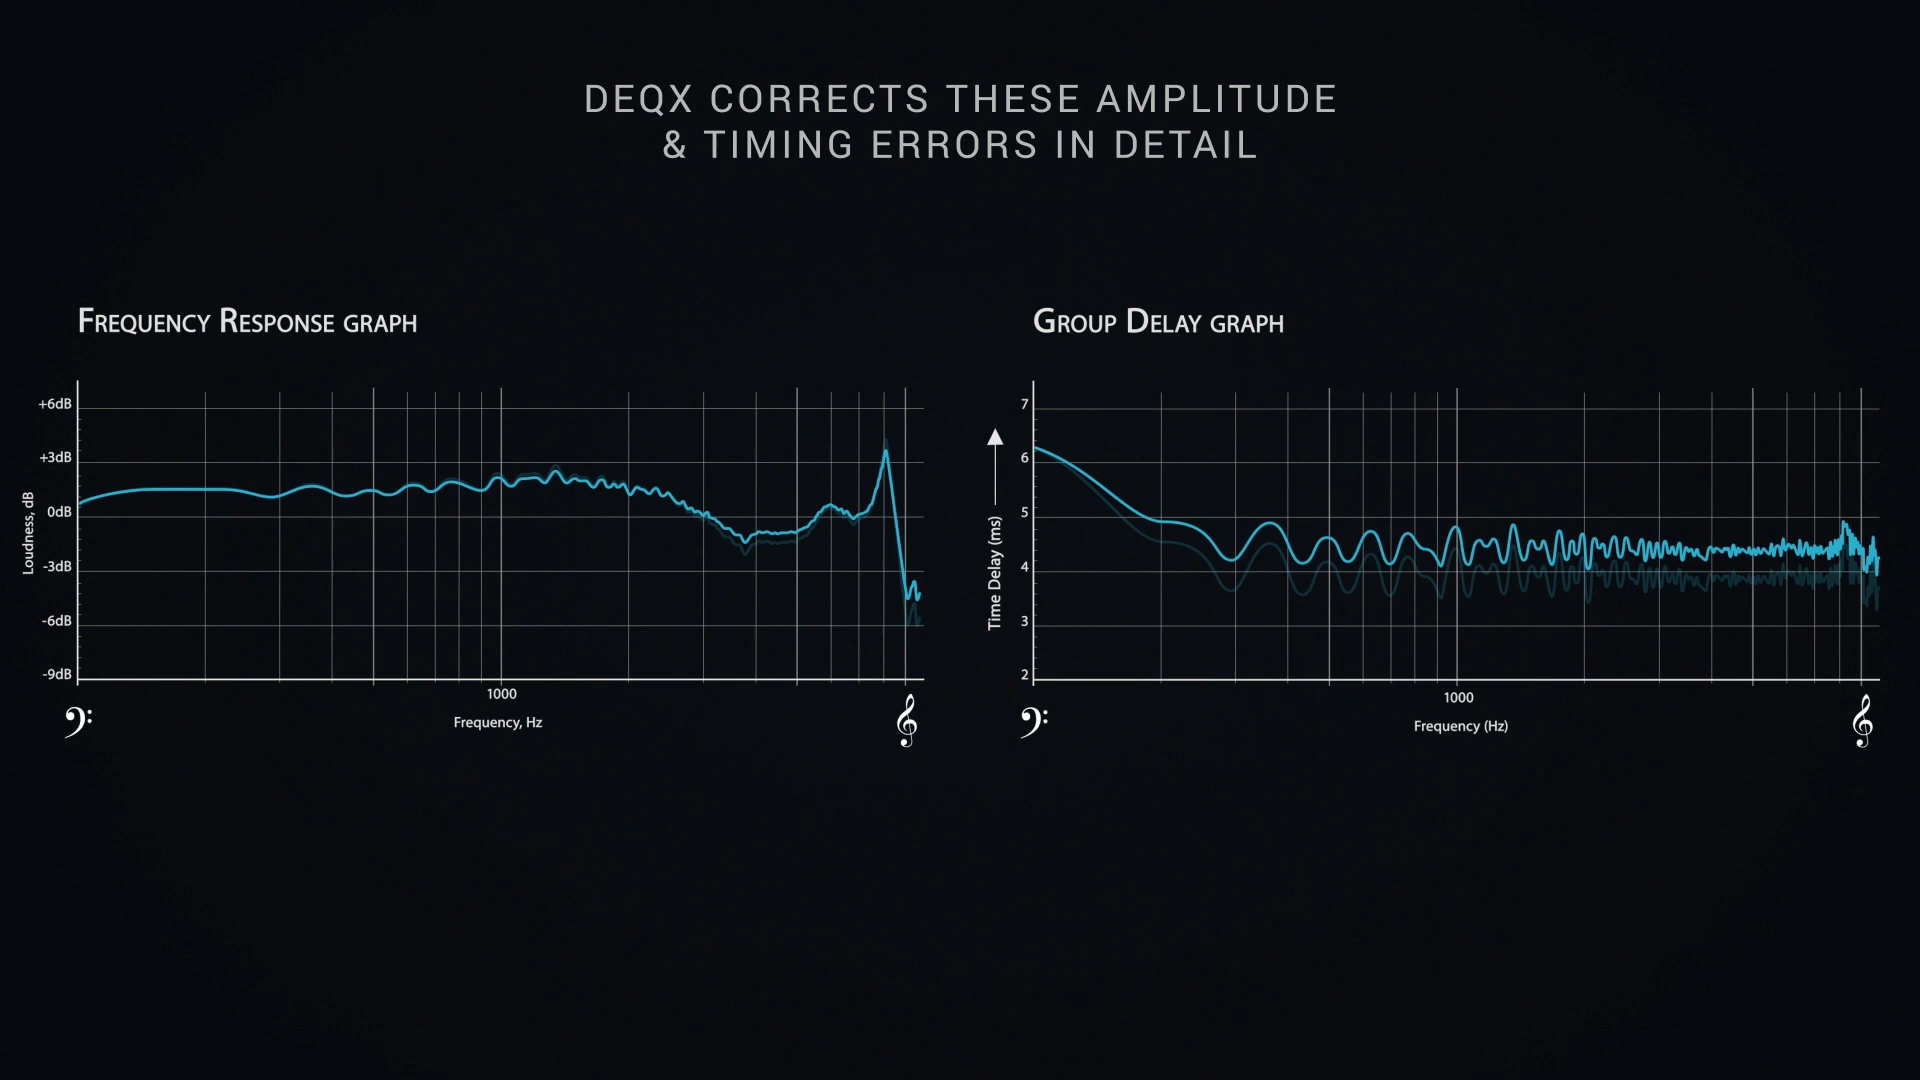 DEQX CORRECTS THESE AMPLITUDE
& TIMING ERRORS IN DETAIL
FREQUENCY RESPONSE GRAPH
+6dB
+3dB
0dB
-3dB
-6dB
-9dB
Loudness, dB
1000
Frequency, Hz
GROUP DELAY GRAPH
7
6
5
4
3
2
Time Delay (ms)
1000
Frequency (Hz)